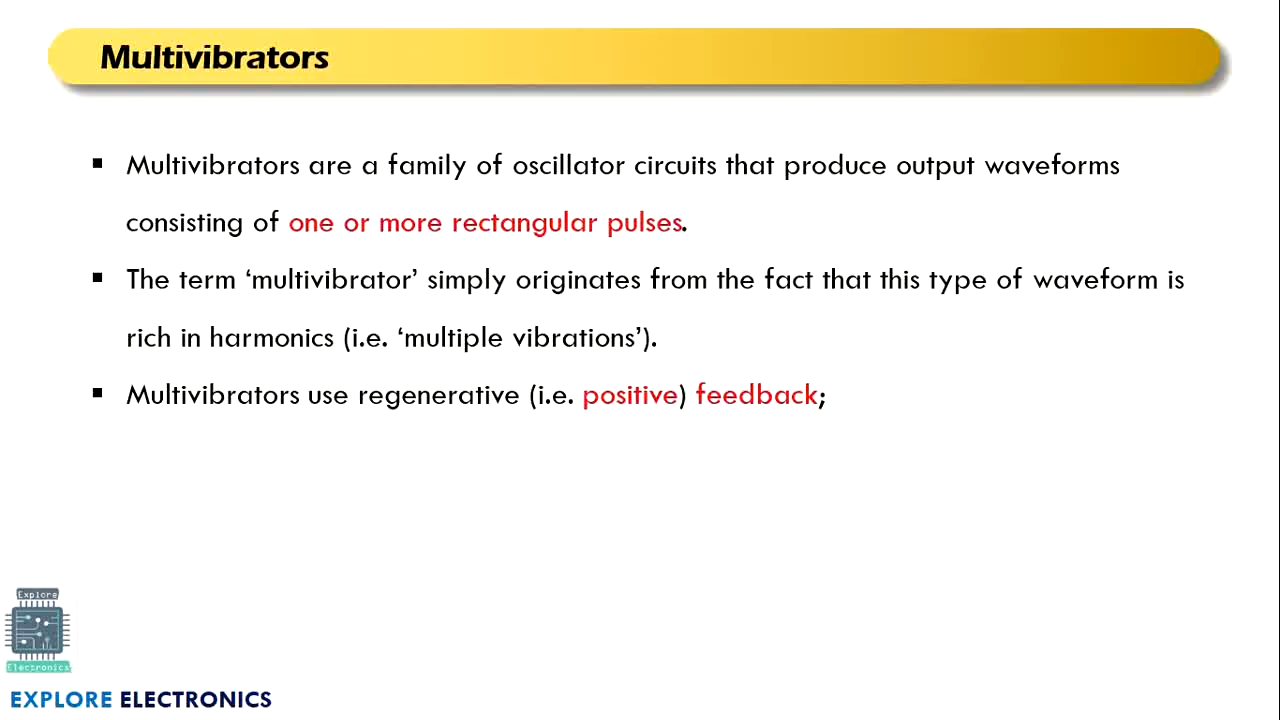 Multivibrators
▪ Multivibrators are a family of oscillator circuits that produce output waveforms
consisting of one or more rectangular pulses.
▪ The term ‘multivibrator’ simply originates from the fact that this type of waveform is
rich in harmonics (i.e. ‘multiple vibrations’).
▪ Multivibrators use regenerative (i.e. positive) feedback;
Explore
Electronics
EXPLORE ELECTRONICS